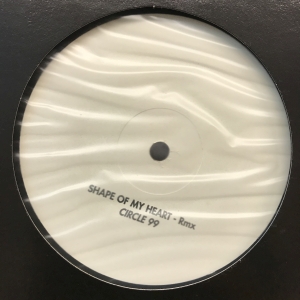 SHAPE OF MY HEART - Rmx
CIRCLE 99